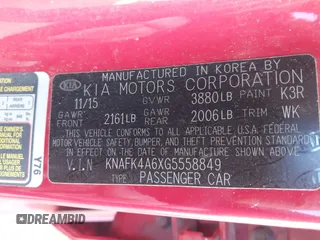 MANUFACTURED IN KOREA BY
KIA KIA MOTORS CORPORATION
11/15 GVWR 3880LB PAINT K3R
GAWR FRONT 2161LB GAWR REAR 2006LB TRIM WK
THIS VEHICLE CONFORMS TO ALL APPLICABLE U.S.A FEDERAL
MOTOR VEHICLE SAFETY, BUMPER, AND THEFT PREVENTION
STANDARDS IN EFFECT ON THE DATE OF MANUFACTURE
SHOWN ABOVE.
V.I.N: KNAFK4A6XG5558849
TYPE: PASSENGER CAR
YT76
DREAMBID